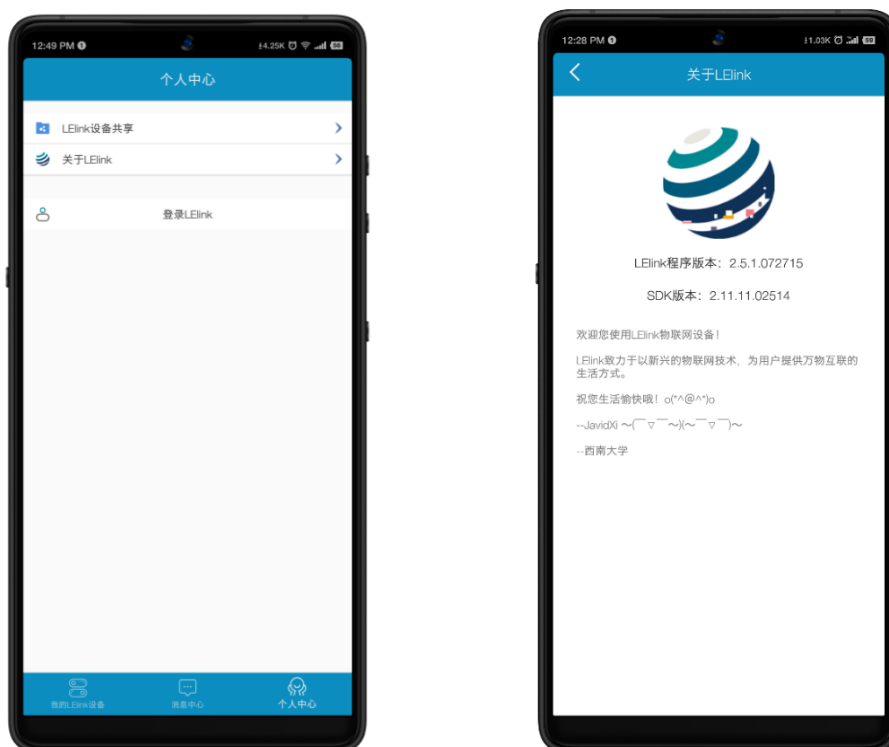 12:49 PM
4.25K
个人中心
LElink设备共享
关于LElink
登录LElink
我的LElink设备
消息中心
个人中心
12:28 PM
1.03K
关于LElink
LElink程序版本：2.5.1.072715
SDK版本：2.11.11.02514
欢迎您使用LElink物联网设备！
LElink致力于以新兴的物联网技术，为用户提供万物互联的
生活方式。
祝您生活愉快哦！o(*^@^*)o
--JavidXi ～(￣▽￣～)(～￣▽￣)～
--西南大学